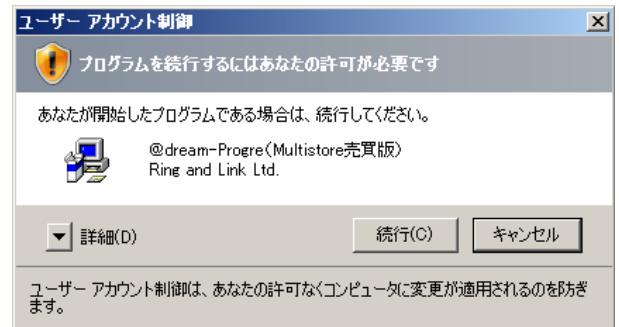 ユーザー アカウント制御
プログラムを続行するにはあなたの許可が必要です
あなたが開始したプログラムである場合は、続行してください。
@dream-Progre(Multistore売買版)
Ring and Link Ltd.
詳細(D)
続行(C)
キャンセル
ユーザー アカウント制御は、あなたの許可なくコンピュータに変更が適用されるのを防ぎ
ます。